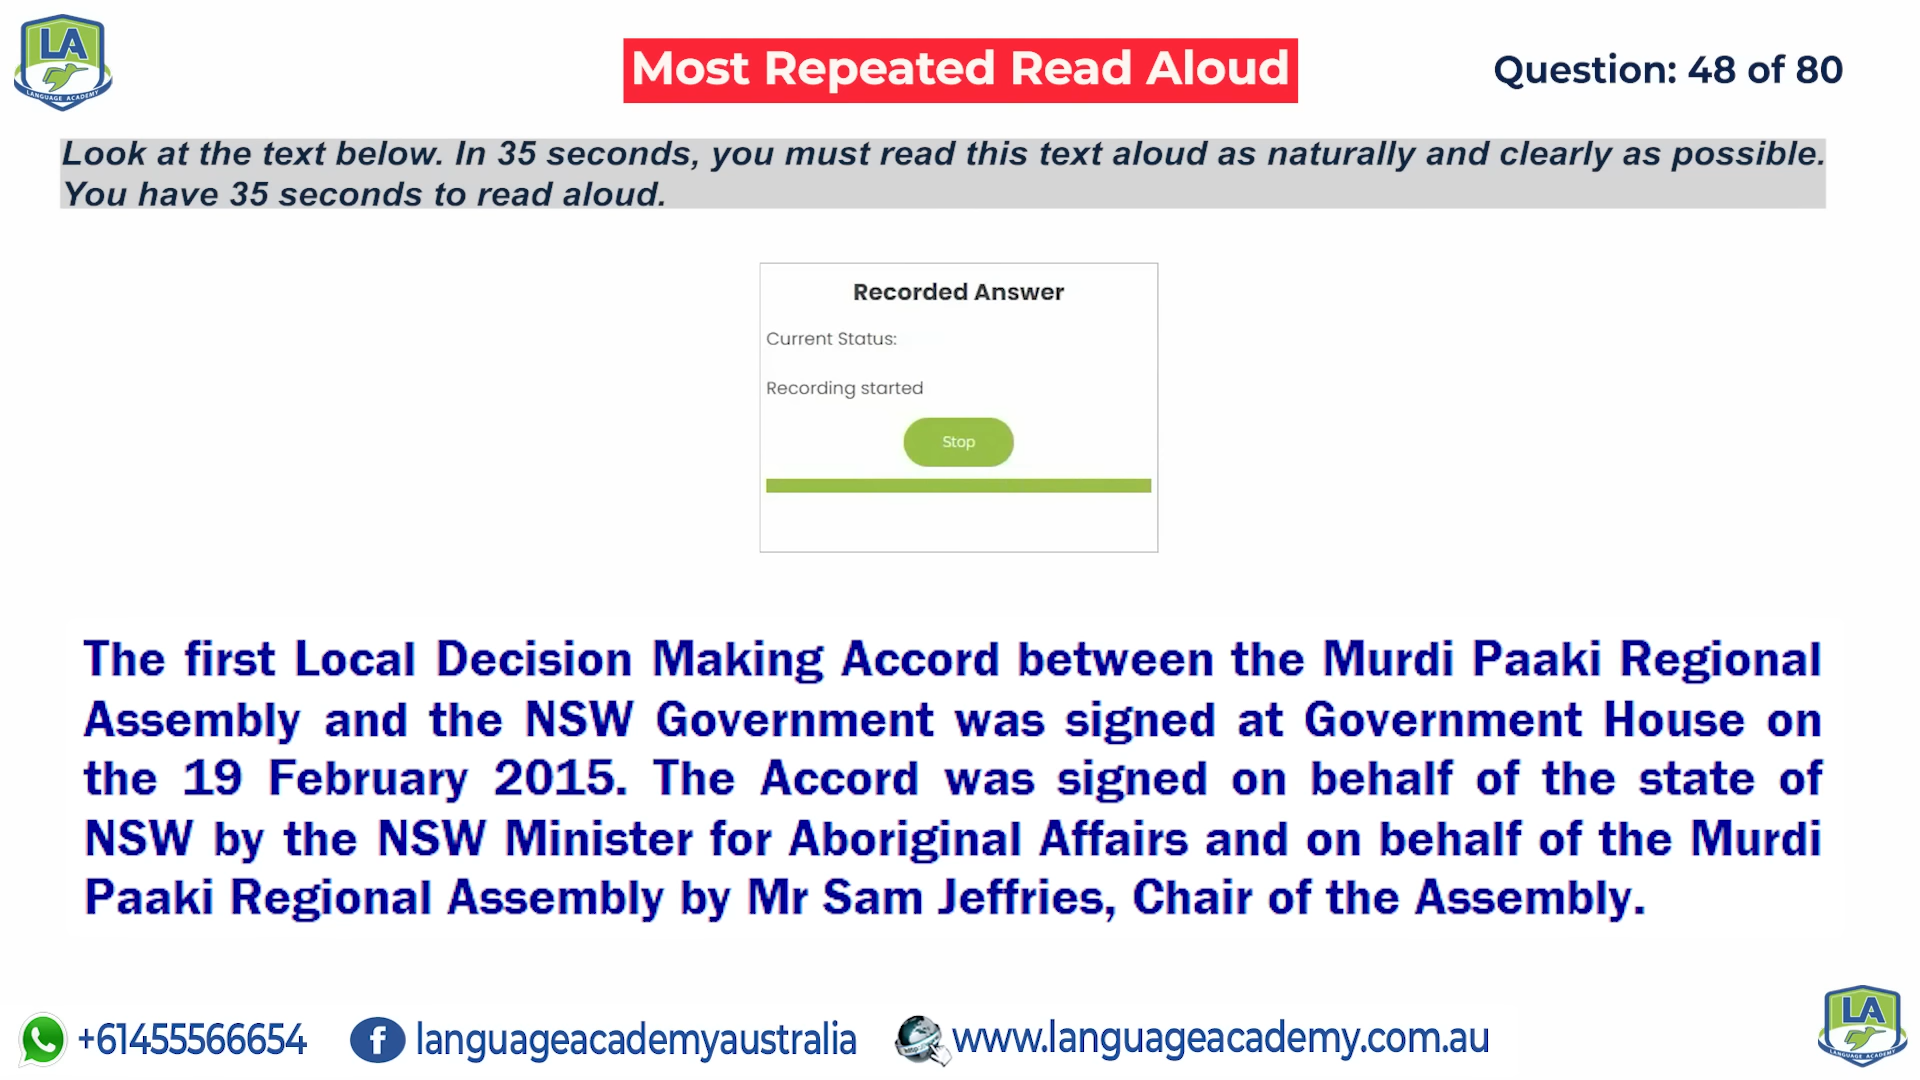 LA
LANGUAGE ACADEMY
Most Repeated Read Aloud
Question: 48 of 80
Look at the text below. In 35 seconds, you must read this text aloud as naturally and clearly as possible.
You have 35 seconds to read aloud.
Recorded Answer
Current Status:
Recording started
Stop
The first Local Decision Making Accord between the Murdi Paaki Regional
Assembly and the NSW Government was signed at Government House on
the 19 February 2015. The Accord was signed on behalf of the state of
NSW by the NSW Minister for Aboriginal Affairs and on behalf of the Murdi
Paaki Regional Assembly by Mr Sam Jeffries, Chair of the Assembly.
+61455566654
f languageacademyaustralia
http www.languageacademy.com.au
LA
LANGUAGE ACADEMY